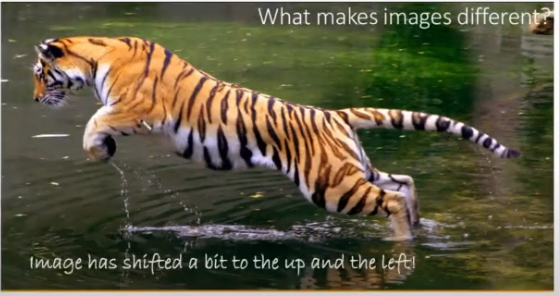 What makes images different?
Image has shifted a bit to the up and the left!